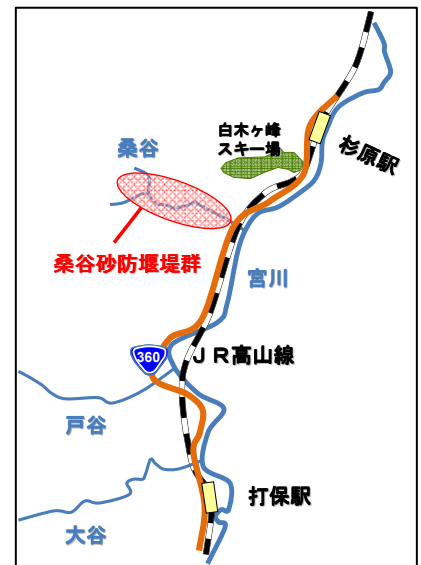 白木ヶ峰
スキー場
杉原駅
桑谷
桑谷砂防堰堤群
宮川
360
ＪＲ高山線
戸谷
打保駅
大谷